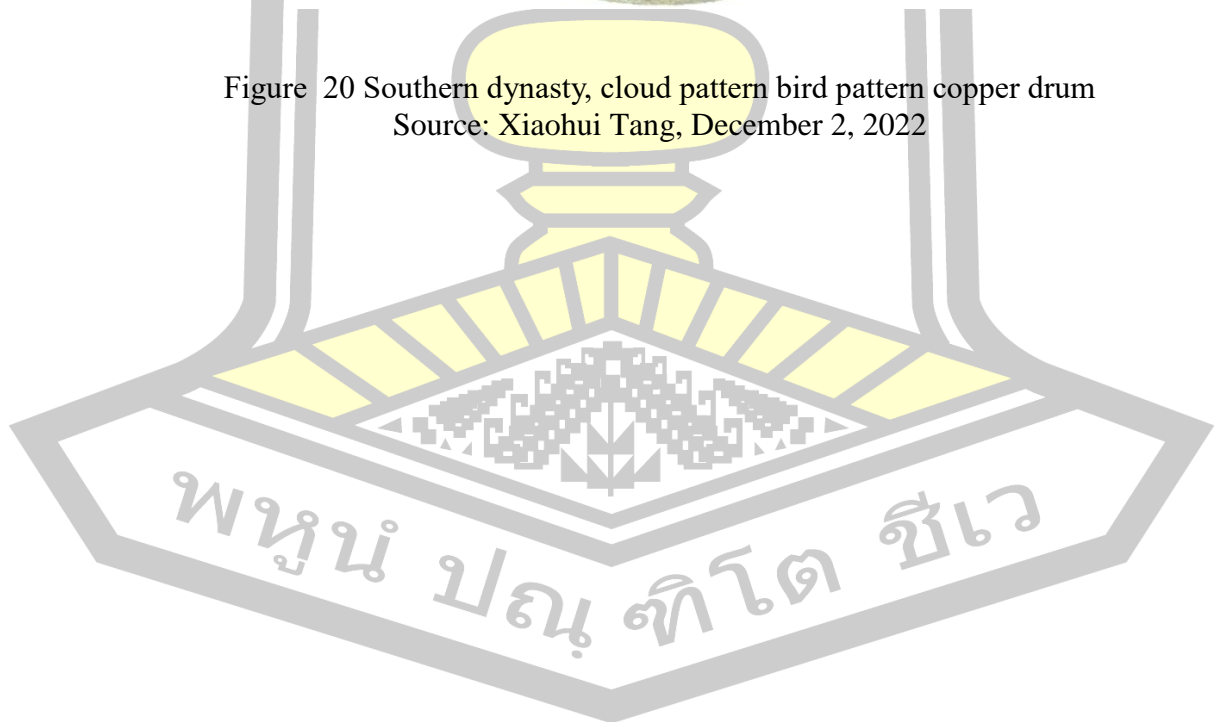 Figure 20 Southern dynasty, cloud pattern bird pattern copper drum
Source: Xiaohui Tang, December 2, 2022
พหูนํ ปณฺฑิโต ชีเว